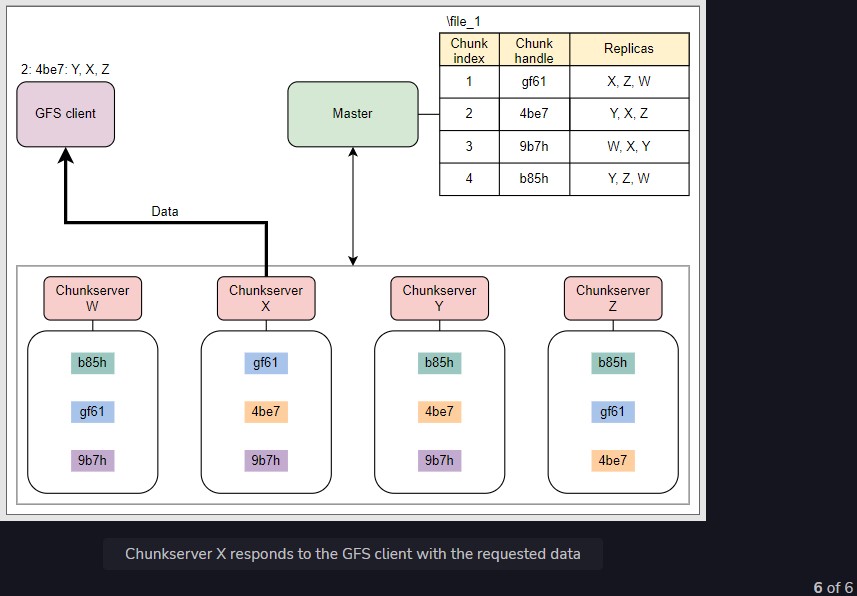 \file_1
Chunk index
Chunk handle
Replicas
1 gf61 X, Z, W
2 4be7 Y, X, Z
3 9b7h W, X, Y
4 b85h Y, Z, W
2: 4be7: Y, X, Z
GFS client
Master
Data
Chunkserver
W
Chunkserver
X
Chunkserver
Y
Chunkserver
Z
b85h
gf61
9b7h
gf61
4be7
9b7h
b85h
4be7
9b7h
b85h
gf61
4be7
Chunkserver X responds to the GFS client with the requested data
6 of 6